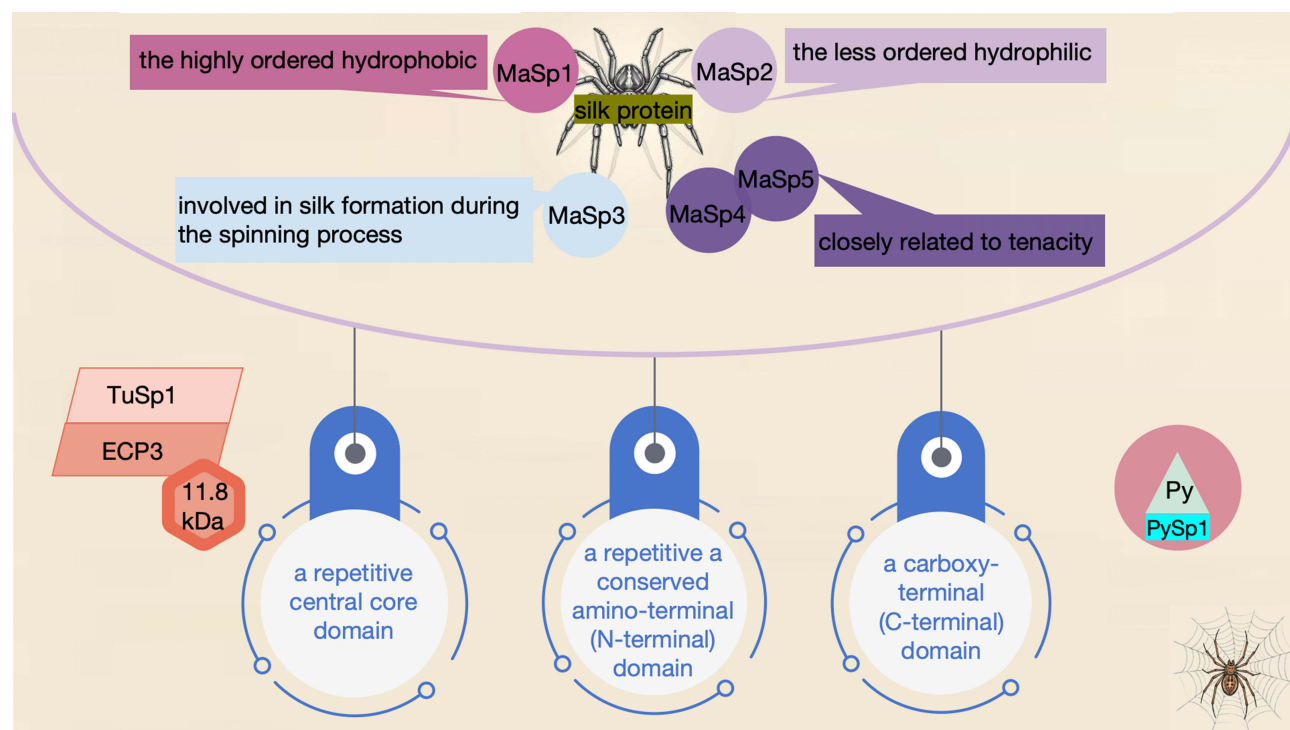 the highly ordered hydrophobic
MaSp1
MaSp2
the less ordered hydrophilic
silk protein
involved in silk formation during
the spinning process
MaSp3
MaSp4
MaSp5
closely related to tenacity
TuSp1
ECP3
11.8
kDa
a repetitive
central core
domain
a repetitive a
conserved
amino-terminal
(N-terminal)
domain
a carboxy-
terminal
(C-terminal)
domain
Py
PySp1